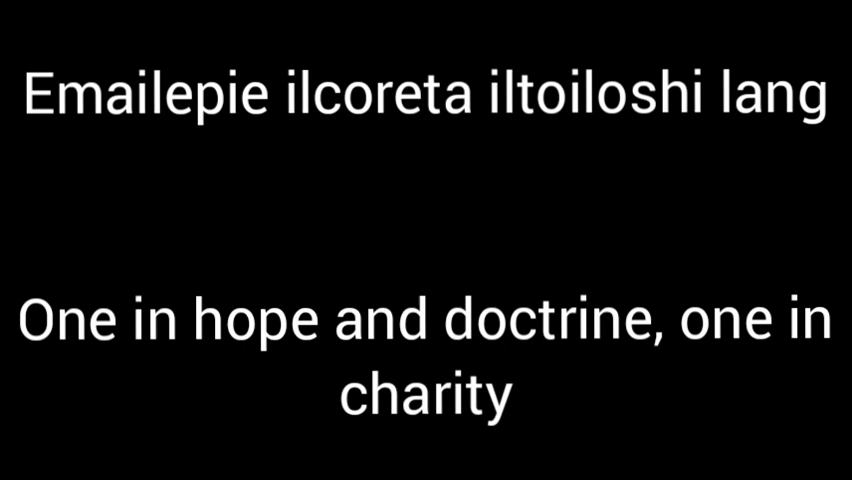 Emailepie ilcoreta iltoiloshi lang
One in hope and doctrine, one in
charity